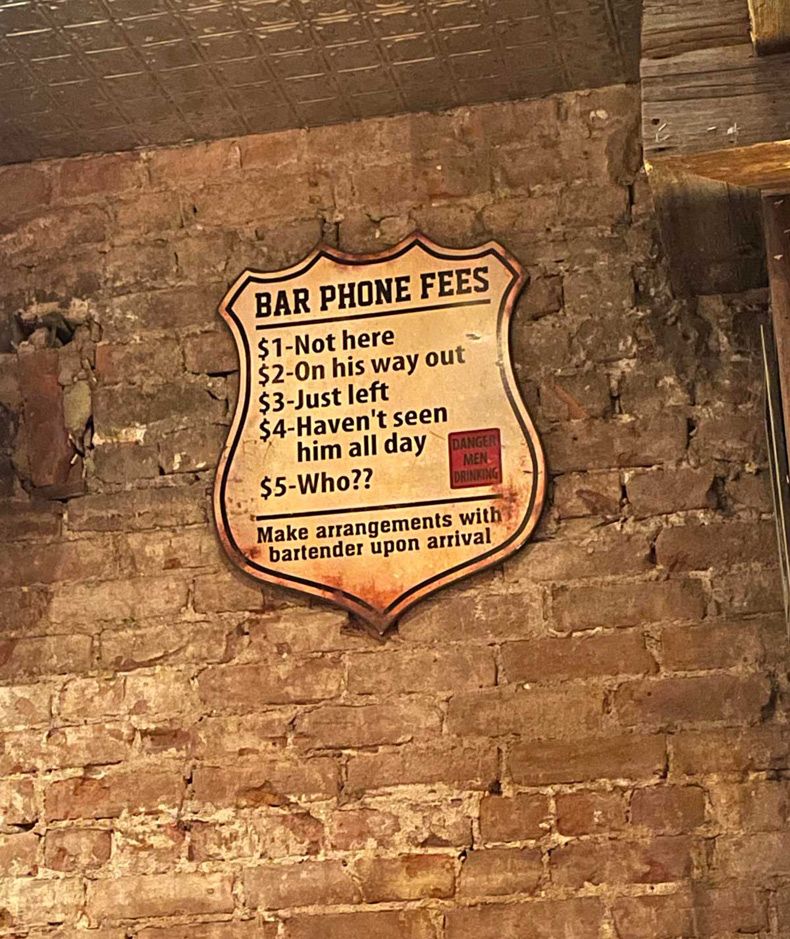 BAR PHONE FEES
$1-Not here
$2-On his way out
$3-Just left
$4-Haven't seen
him all day
$5-Who??
DANGER
MEN
DRINKING
Make arrangements with
bartender upon arrival